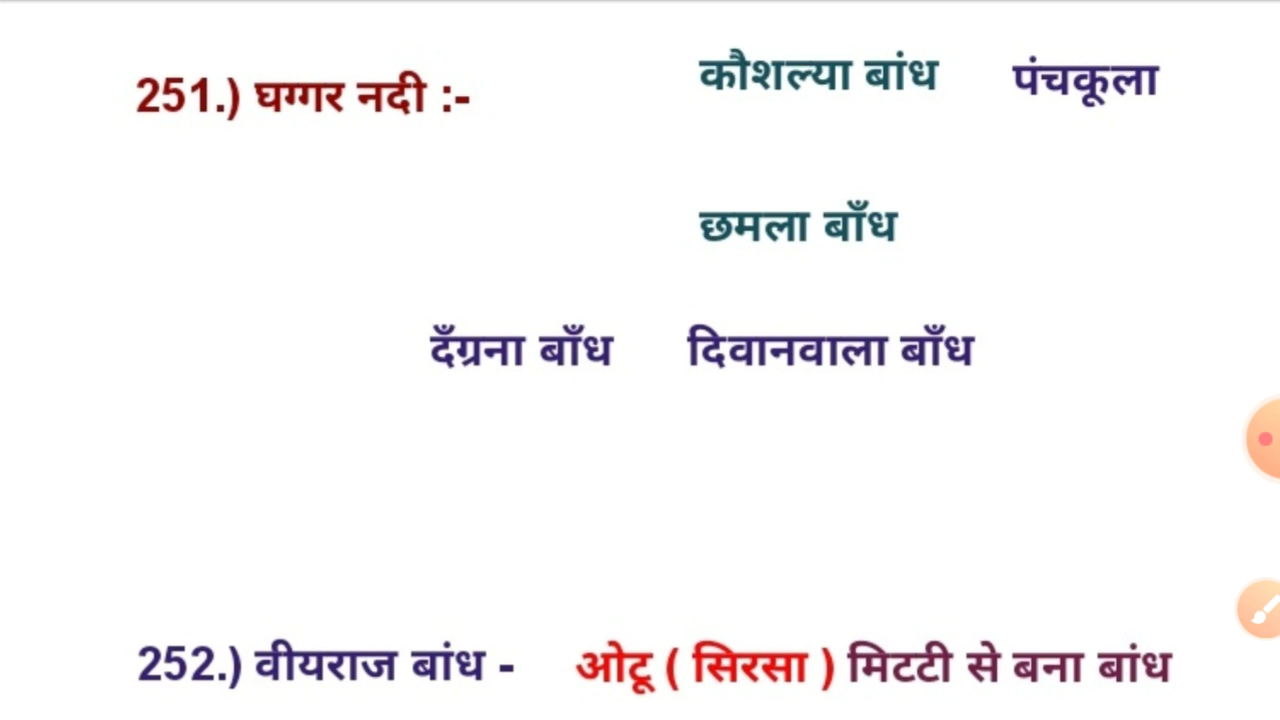 251.) घग्गर नदी :- कौशल्या बांध पंचकूला
छमला बाँध
दँग्रना बाँध दिवानवाला बाँध
252.) वीयराज बांध - ओटू ( सिरसा ) मिटटी से बना बांध